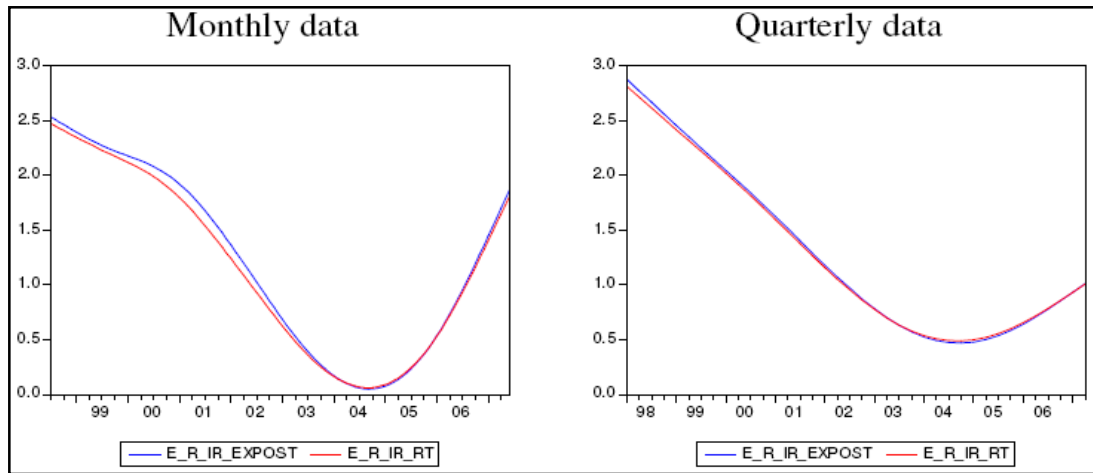 Monthly data
3.0
2.5
2.0
1.5
1.0
0.5
0.0
99 00 01 02 03 04 05 06
E_R_IR_EXPOST E_R_IR_RT
Quarterly data
3.0
2.5
2.0
1.5
1.0
0.5
0.0
98 99 00 01 02 03 04 05 06
E_R_IR_EXPOST E_R_IR_RT